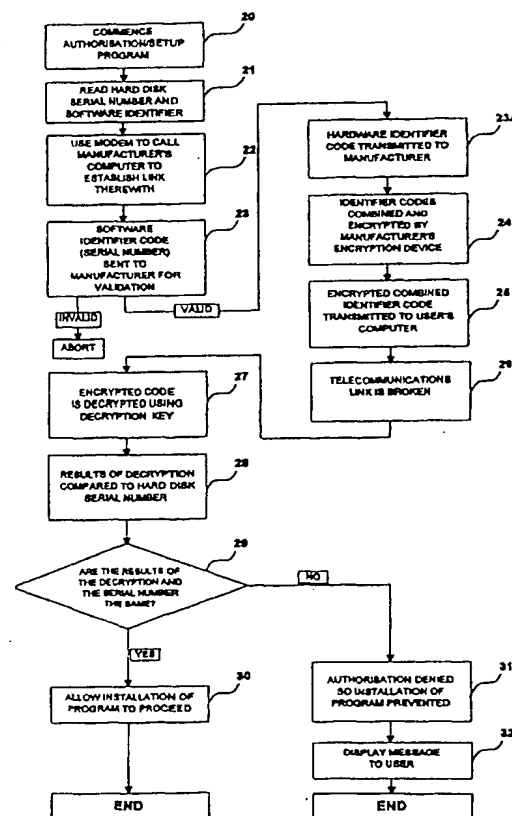 20
COMMENCE
AUTHORISATION/SETUP
PROGRAM
21
READ HARD DISK
SERIAL NUMBER AND
SOFTWARE IDENTIFIER
22
USE MODEM TO CALL
MANUFACTURER'S
COMPUTER TO
ESTABLISH LINK
THEREWITH
23
SOFTWARE
IDENTIFIER CODE
(SERIAL NUMBER)
SENT TO
MANUFACTURER FOR
VALIDATION
INVALID
VALID
ABORT
23A
HARDWARE IDENTIFIER
CODE TRANSMITTED TO
MANUFACTURER
24
IDENTIFIER CODES
COMBINED AND
ENCRYPTED BY
MANUFACTURER'S
ENCRYPTION DEVICE
25
ENCRYPTED COMBINED
IDENTIFIER CODE
TRANSMITTED TO USER'S
COMPUTER
TELECOMMUNICATIONS
LINK IS BROKEN
27
ENCRYPTED CODE
IS DECRYPTED USING
DECRYPTION KEY
28
RESULTS OF DECRYPTION
COMPARED TO HARD DISK
SERIAL NUMBER
29
ARE THE RESULTS OF
THE DECRYPTION AND
THE SERIAL NUMBER
THE SAME?
NO
YES
30
ALLOW INSTALLATION OF
PROGRAM TO PROCEED
31
AUTHORISATION DENIED
SO INSTALLATION OF
PROGRAM PREVENTED
32
DISPLAY MESSAGE
TO USER
END
END